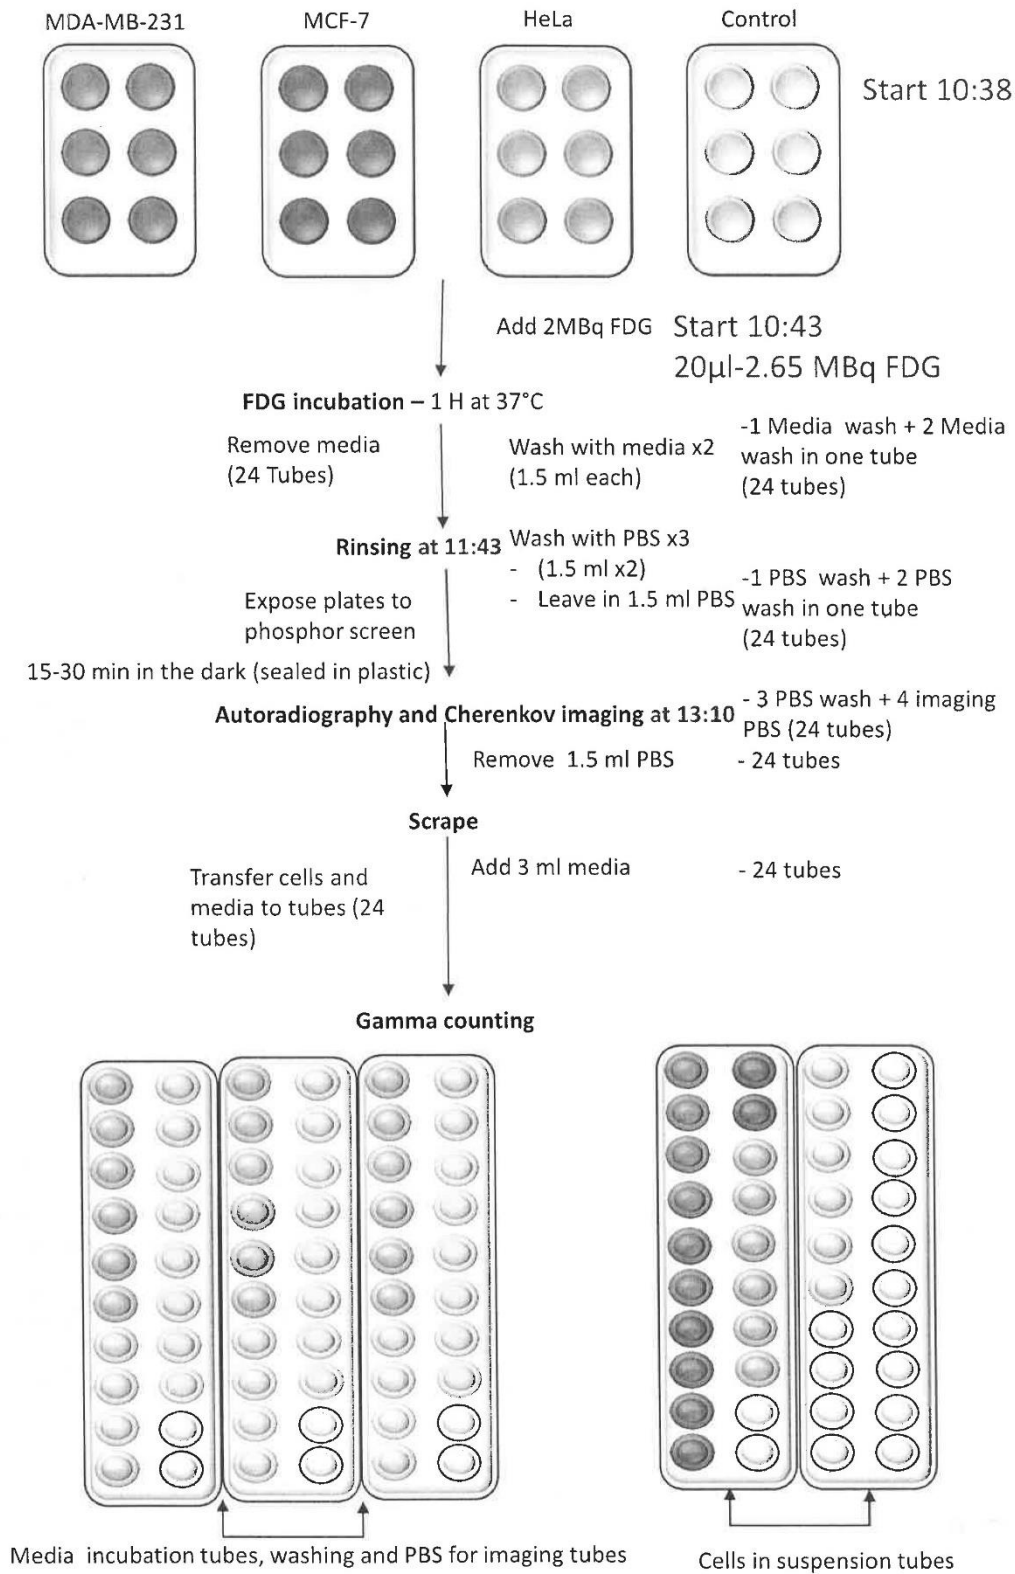 MDA-MB-231
MCF-7
HeLa
Control
Start 10:38
Add 2MBq FDG
Start 10:43
20µl-2.65 MBq FDG
FDG incubation – 1 H at 37°C
Remove media
(24 Tubes)
Wash with media x2
(1.5 ml each)
-1 Media wash + 2 Media
wash in one tube
(24 tubes)
Rinsing at 11:43
Wash with PBS x3
- (1.5 ml x2)
- Leave in 1.5 ml PBS
-1 PBS wash + 2 PBS
wash in one tube
(24 tubes)
Expose plates to
phosphor screen
15-30 min in the dark (sealed in plastic)
Autoradiography and Cherenkov imaging at 13:10
- 3 PBS wash + 4 imaging
PBS (24 tubes)
Remove 1.5 ml PBS
- 24 tubes
Scrape
Add 3 ml media
- 24 tubes
Transfer cells and
media to tubes (24
tubes)
Gamma counting
Media incubation tubes, washing and PBS for imaging tubes
Cells in suspension tubes